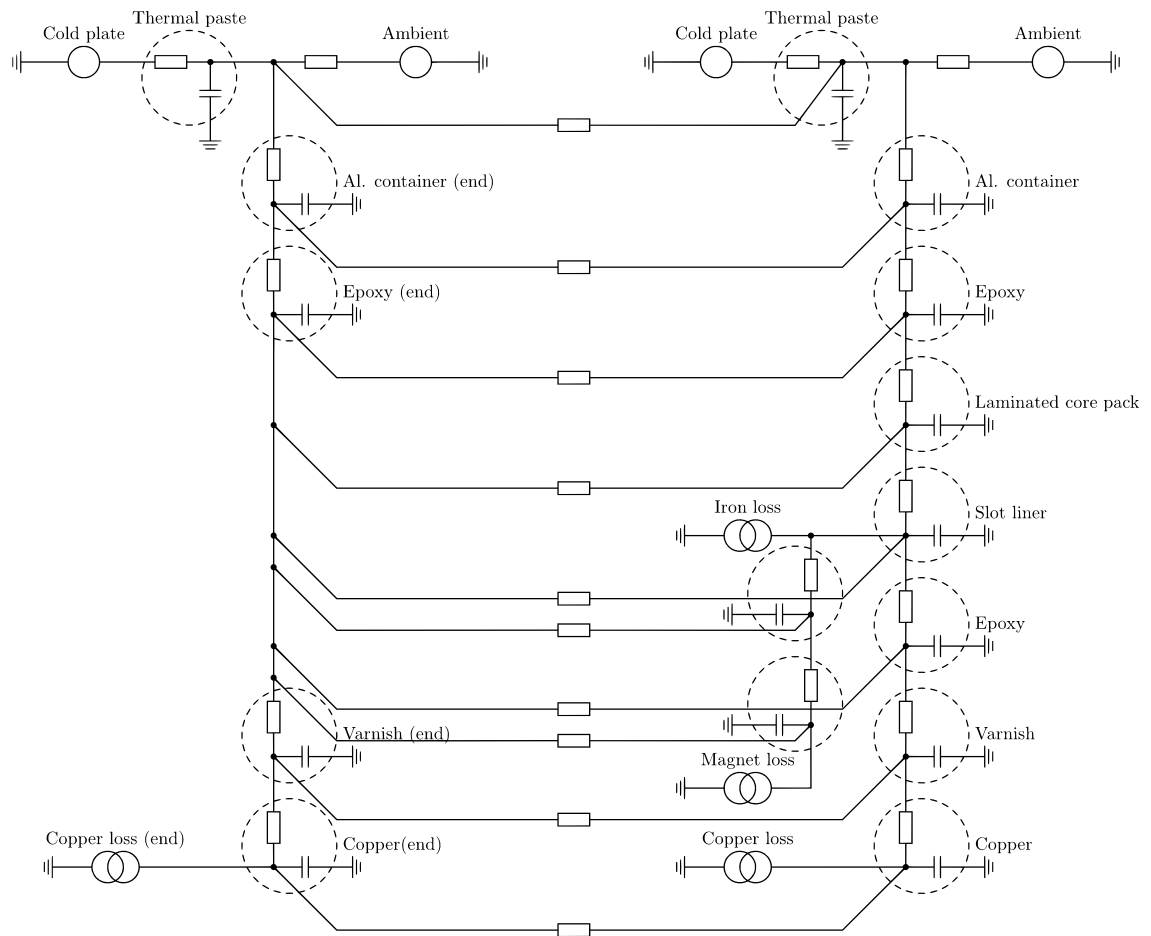 Thermal paste
Thermal paste
Cold plate
Ambient
Cold plate
Ambient
Al. container (end)
Al. container
Epoxy (end)
Epoxy
Laminated core pack
Iron loss
Slot liner
Epoxy
Varnish (end)
Varnish
Magnet loss
Copper loss (end)
Copper(end)
Copper loss
Copper